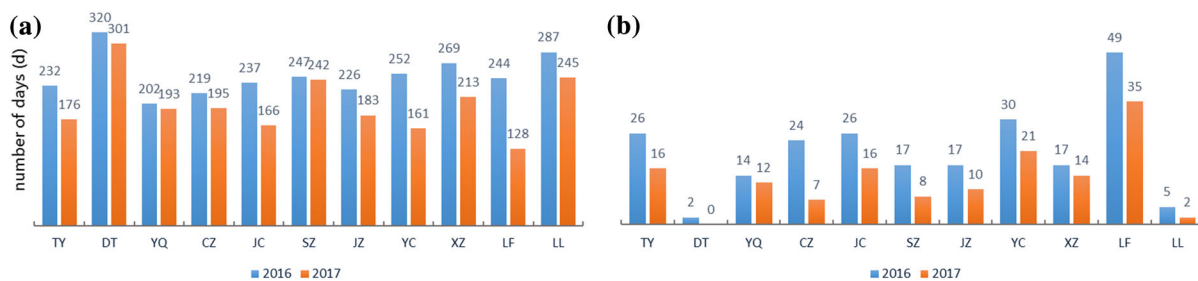 (a)
number of days (d)
232 176 320 301 202 193 219 195 237 166 247 242 226 183 252 161 269 213 244 128 287 245
TY DT YQ CZ JC SZ JZ YC XZ LF LL
2016 2017
(b)
26 16 2 0 14 12 24 7 26 16 17 8 17 10 30 21 17 14 49 35 5 2
TY DT YQ CZ JC SZ JZ YC XZ LF LL
2016 2017